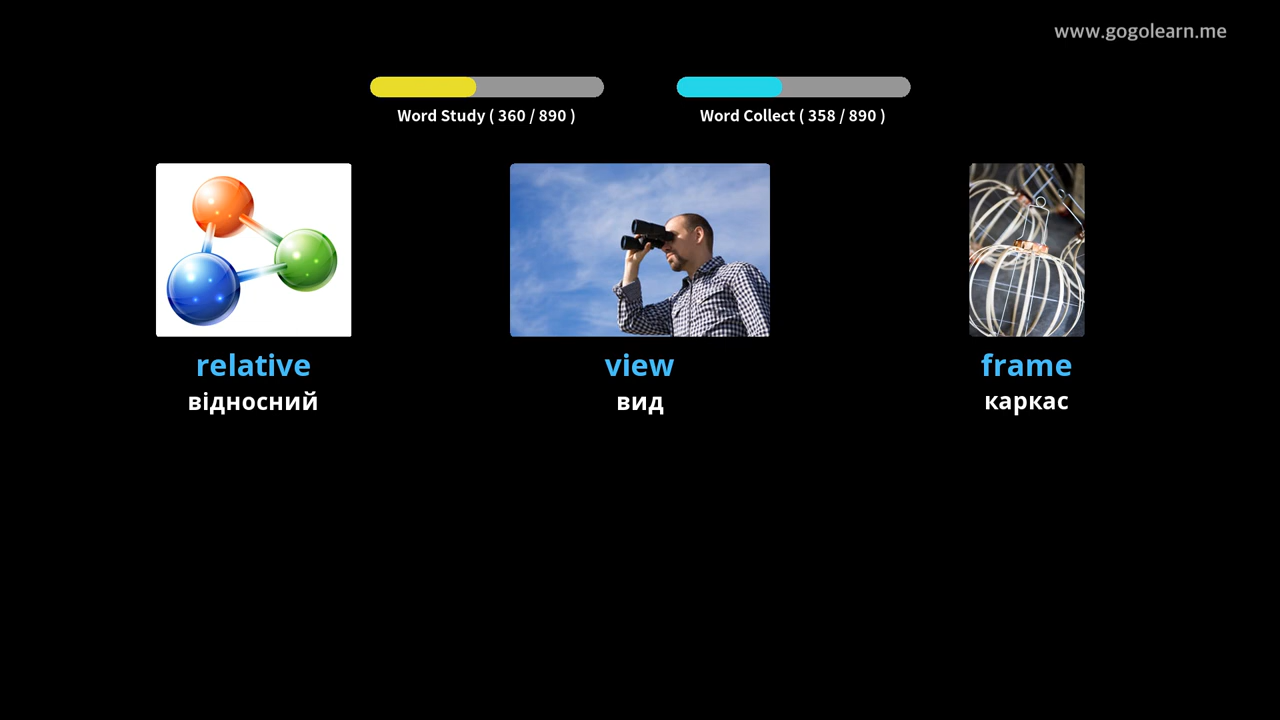 www.gogolearn.me
Word Study ( 360 / 890 )
Word Collect ( 358 / 890 )
relative
відносний
view
вид
frame
каркас